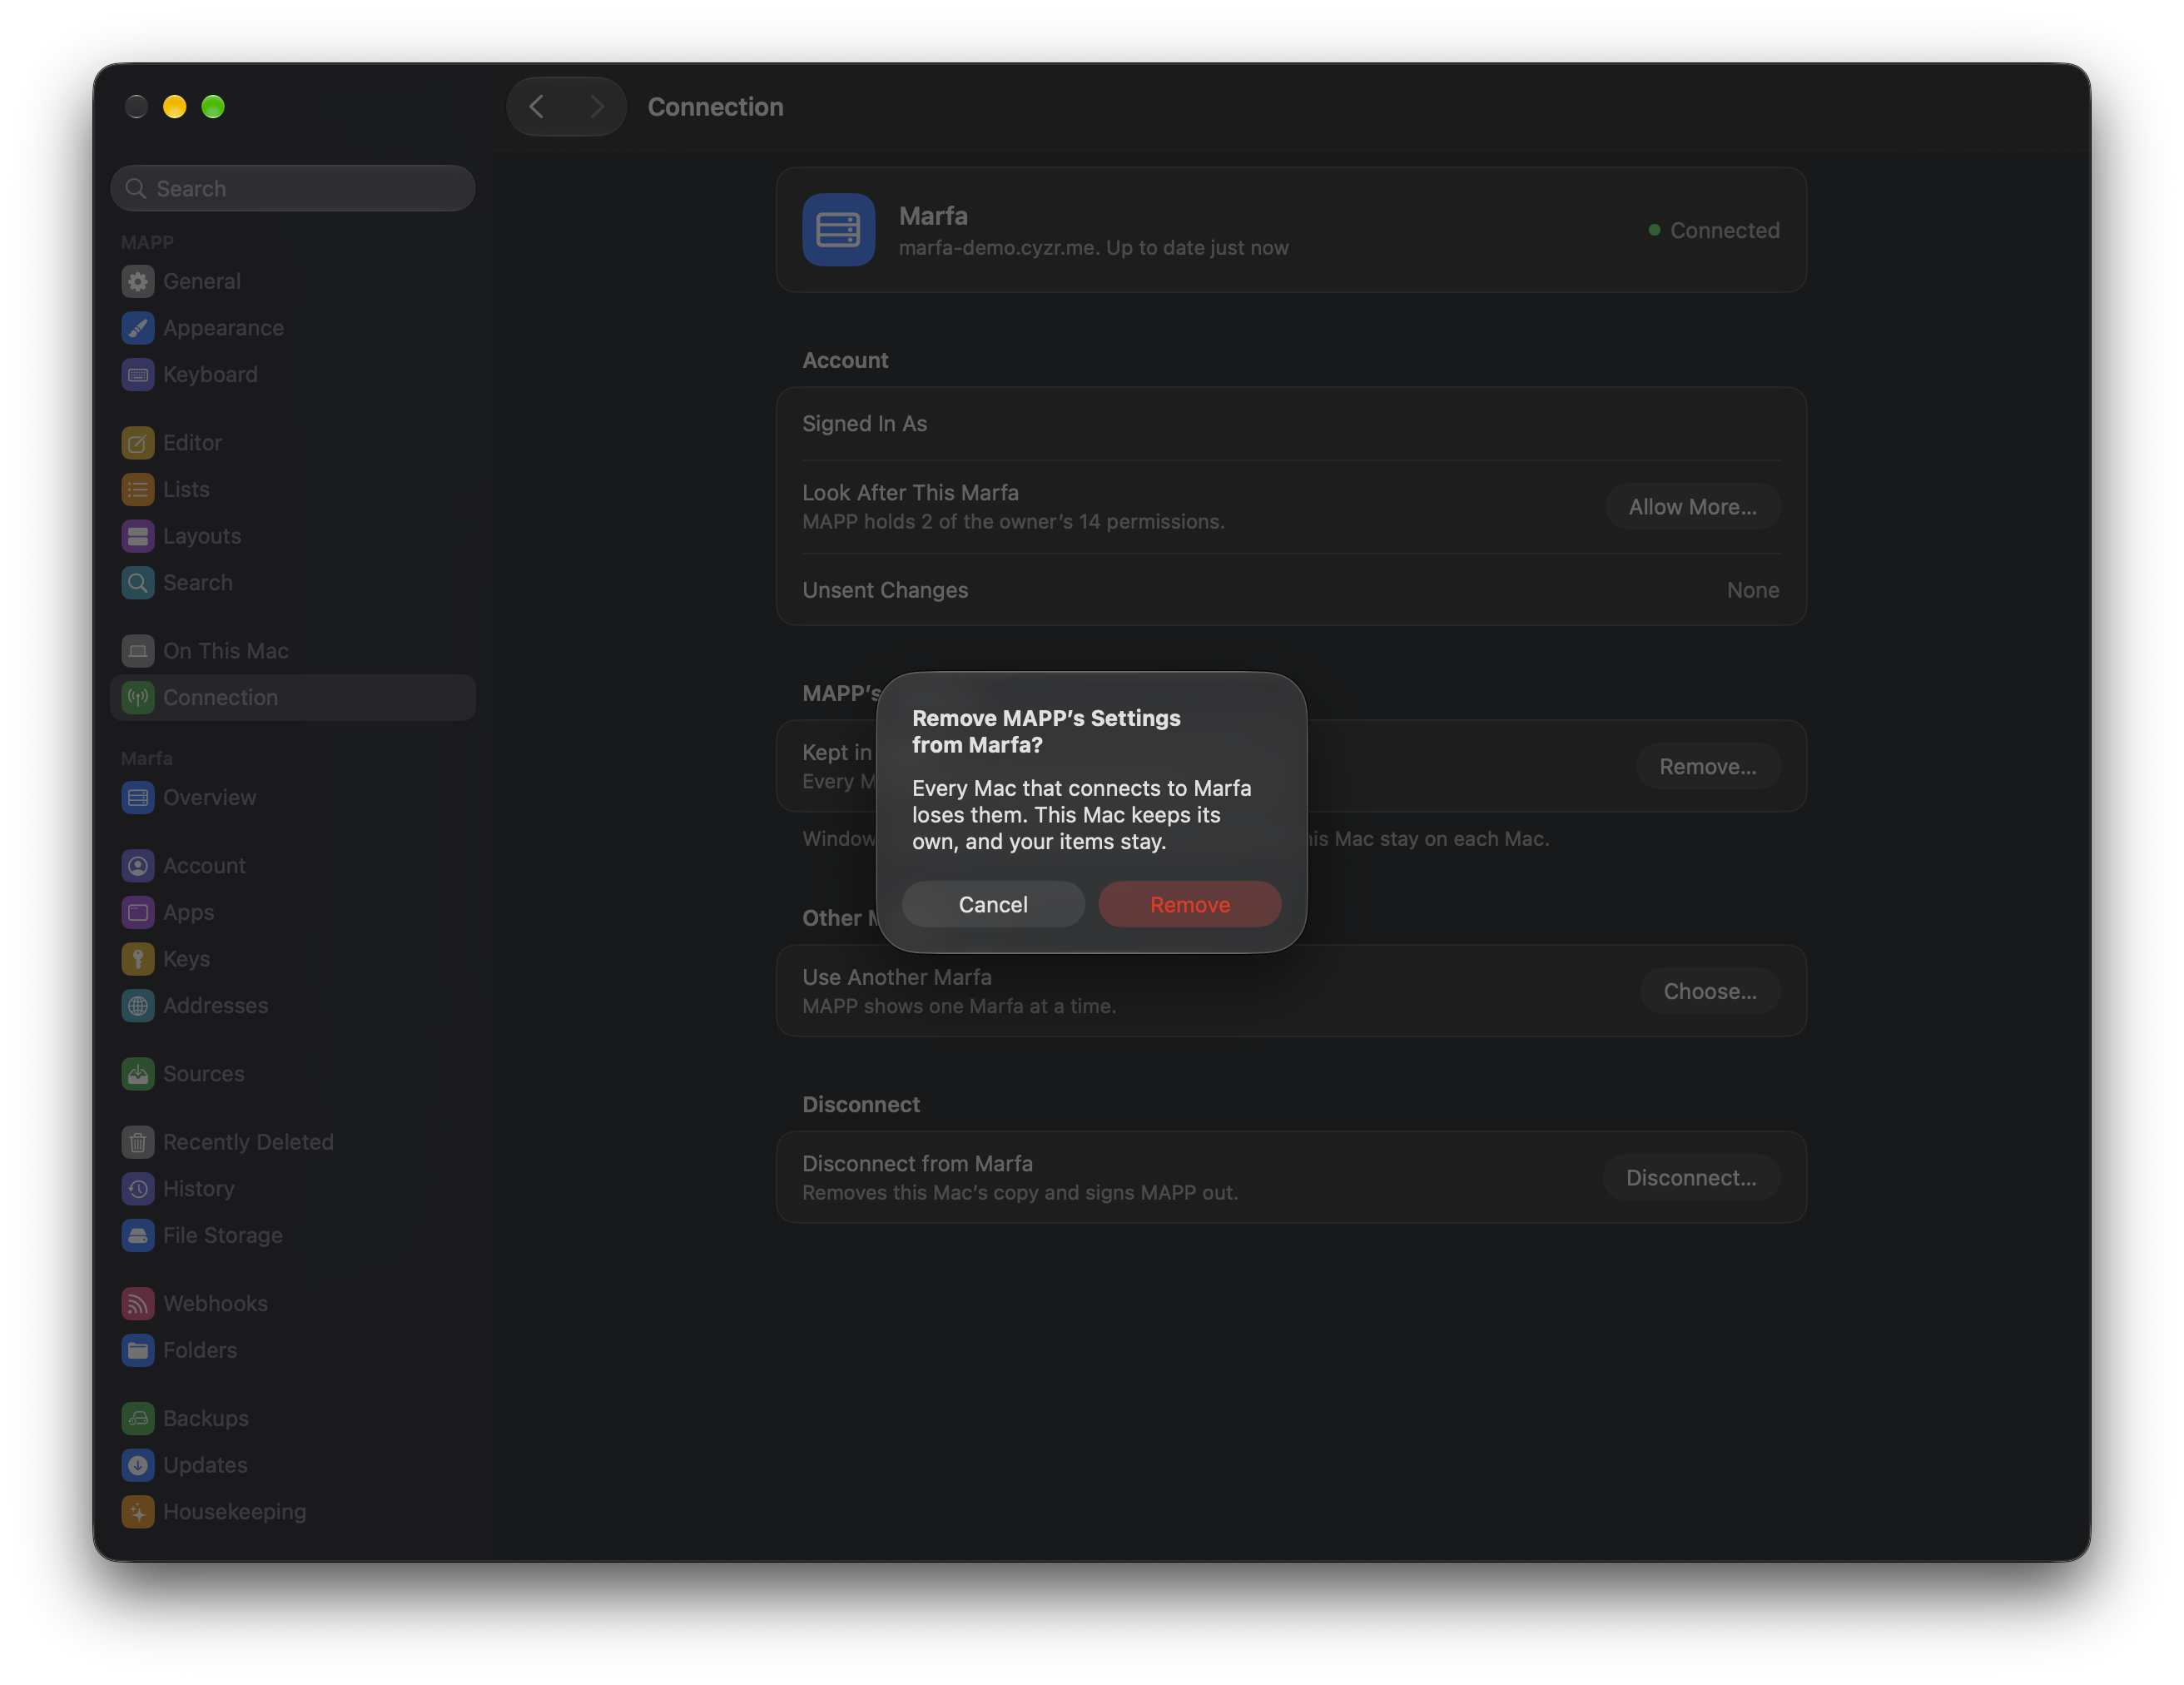 Connection
Search
MAPP
General
Appearance
Keyboard
Editor
Lists
Layouts
Search
On This Mac
Connection
Marfa
Overview
Account
Apps
Keys
Addresses
Sources
Recently Deleted
History
File Storage
Webhooks
Folders
Backups
Updates
Housekeeping
Marfa
marfa-demo.cyzr.me. Up to date just now
Connected
Account
Signed In As
Look After This Marfa
MAPP holds 2 of the owner’s 14 permissions.
Allow More…
Unsent Changes
None
MAPP’s
Kept in
Every
Remove…
is Mac stay on each Mac.
Remove MAPP’s Settings
from Marfa?
Every Mac that connects to Marfa
loses them. This Mac keeps its
own, and your items stay.
Cancel
Remove
Other
Use Another Marfa
MAPP shows one Marfa at a time.
Choose…
Disconnect
Disconnect from Marfa
Removes this Mac’s copy and signs MAPP out.
Disconnect…